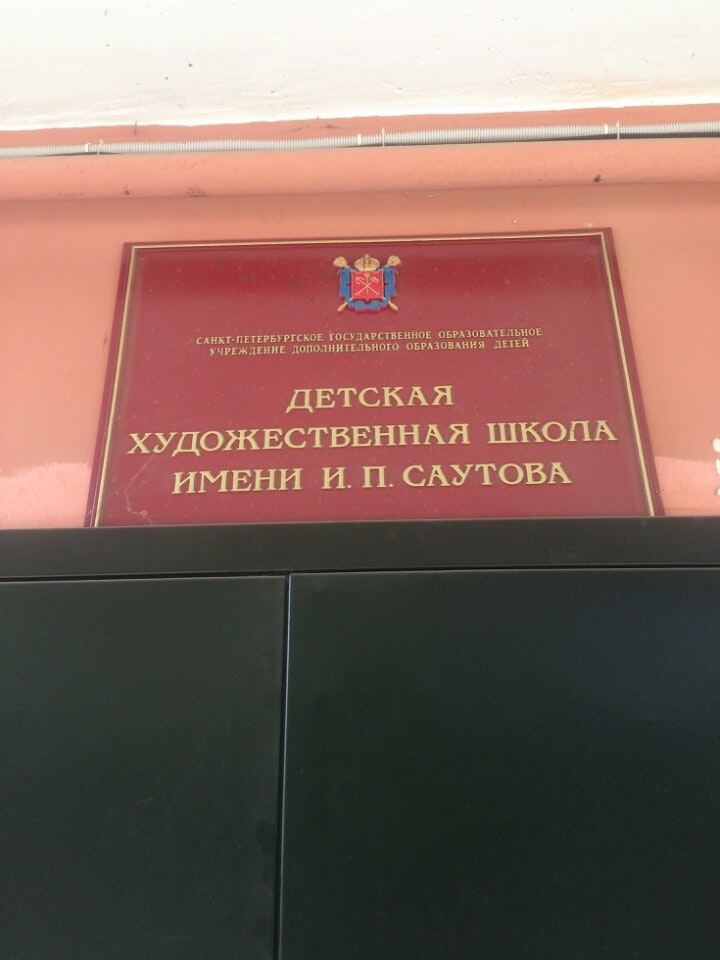 САНКТ-ПЕТЕРБУРГСКОЕ ГОСУДАРСТВЕННОЕ ОБРАЗОВАТЕЛЬНОЕ
УЧРЕЖДЕНИЕ ДОПОЛНИТЕЛЬНОГО ОБРАЗОВАНИЯ ДЕТЕЙ
ДЕТСКАЯ
ХУДОЖЕСТВЕННАЯ ШКОЛА
ИМЕНИ И. П. САУТОВА